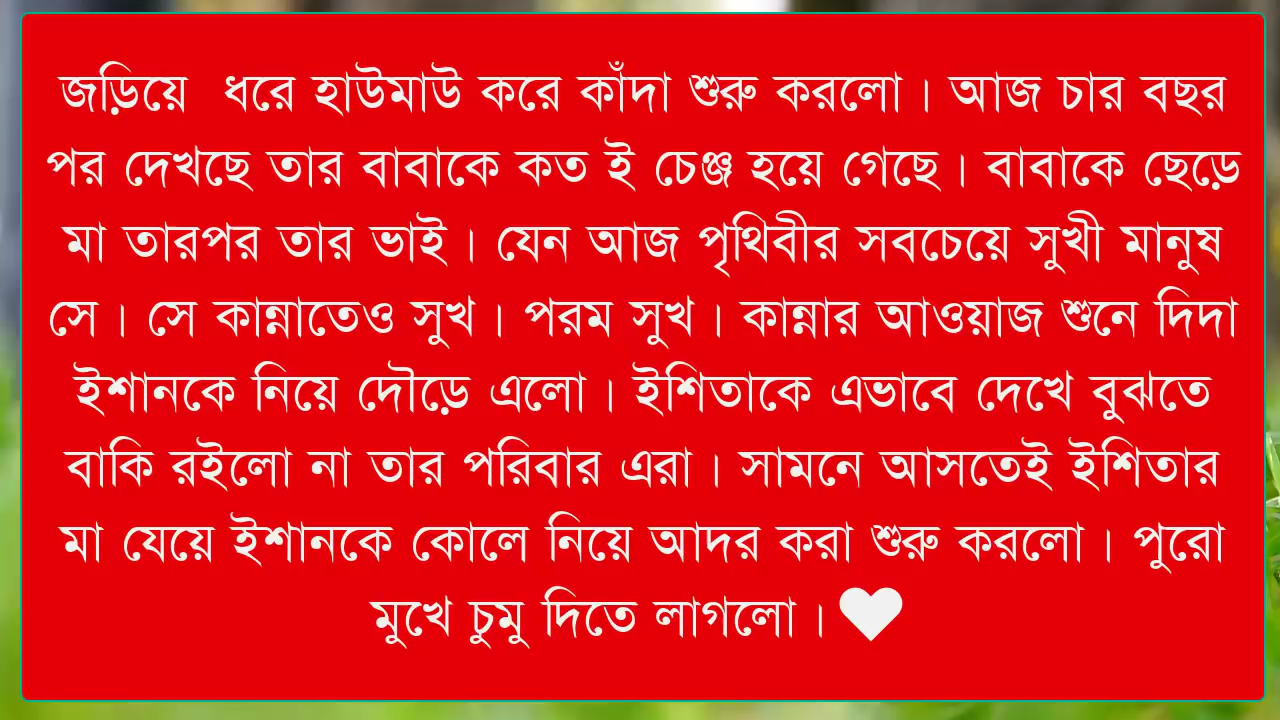 জড়িয়ে ধরে হাউমাউ করে কাঁদা শুরু করলো। আজ চার বছর
পর দেখছে তার বাবাকে কত ই চেঞ্জ হয়ে গেছে। বাবাকে ছেড়ে
মা তারপর তার ভাই। যেন আজ পৃথিবীর সবচেয়ে সুখী মানুষ
সে। সে কান্নাতেও সুখ। পরম সুখ। কান্নার আওয়াজ শুনে দিদা
ইশানকে নিয়ে দৌড়ে এলো। ইশিতাকে এভাবে দেখে বুঝতে
বাকি রইলো না তার পরিবার এরা। সামনে আসতেই ইশিতার
মা যেয়ে ইশানকে কোলে নিয়ে আদর করা শুরু করলো। পুরো
মুখে চুমু দিতে লাগলো। ♥